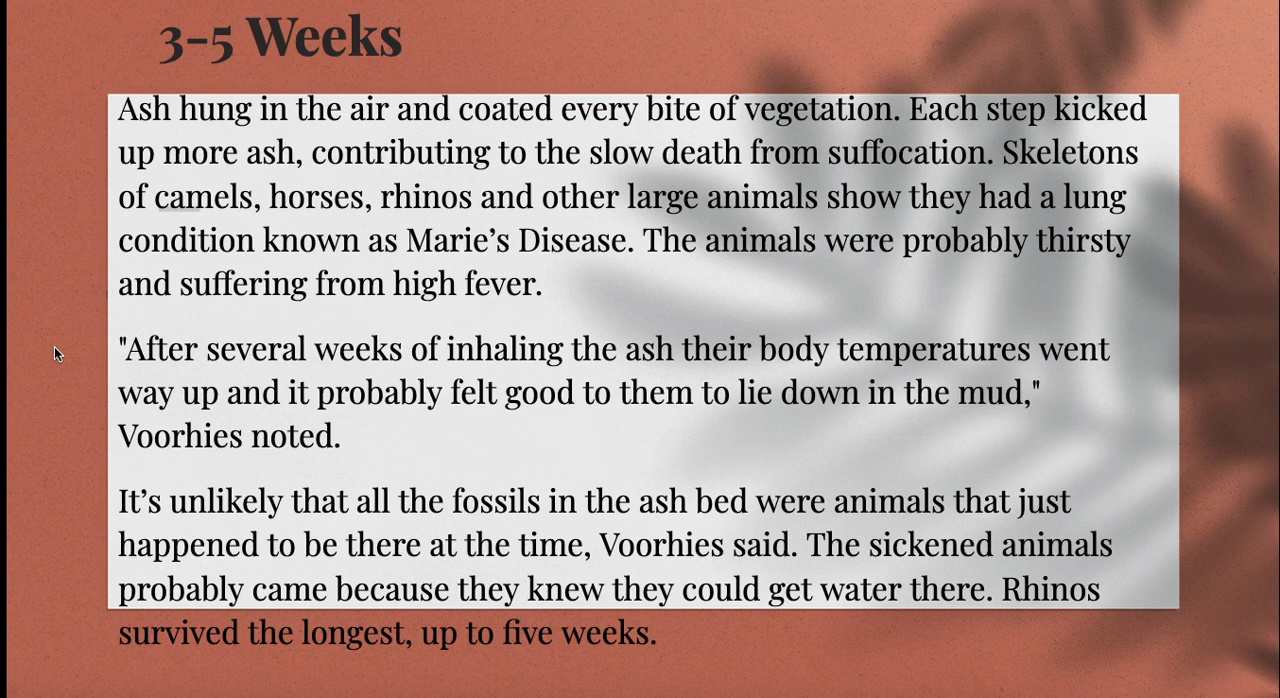 3-5 Weeks
Ash hung in the air and coated every bite of vegetation. Each step kicked
up more ash, contributing to the slow death from suffocation. Skeletons
of camels, horses, rhinos and other large animals show they had a lung
condition known as Marie’s Disease. The animals were probably thirsty
and suffering from high fever.
"After several weeks of inhaling the ash their body temperatures went
way up and it probably felt good to them to lie down in the mud,"
Voorhies noted.
It’s unlikely that all the fossils in the ash bed were animals that just
happened to be there at the time, Voorhies said. The sickened animals
probably came because they knew they could get water there. Rhinos
survived the longest, up to five weeks.